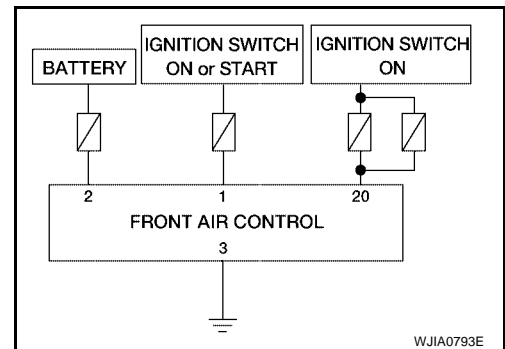 BATTERY
IGNITION SWITCH
ON or START
IGNITION SWITCH
ON
2
1
20
FRONT AIR CONTROL
3
WJIA0793E